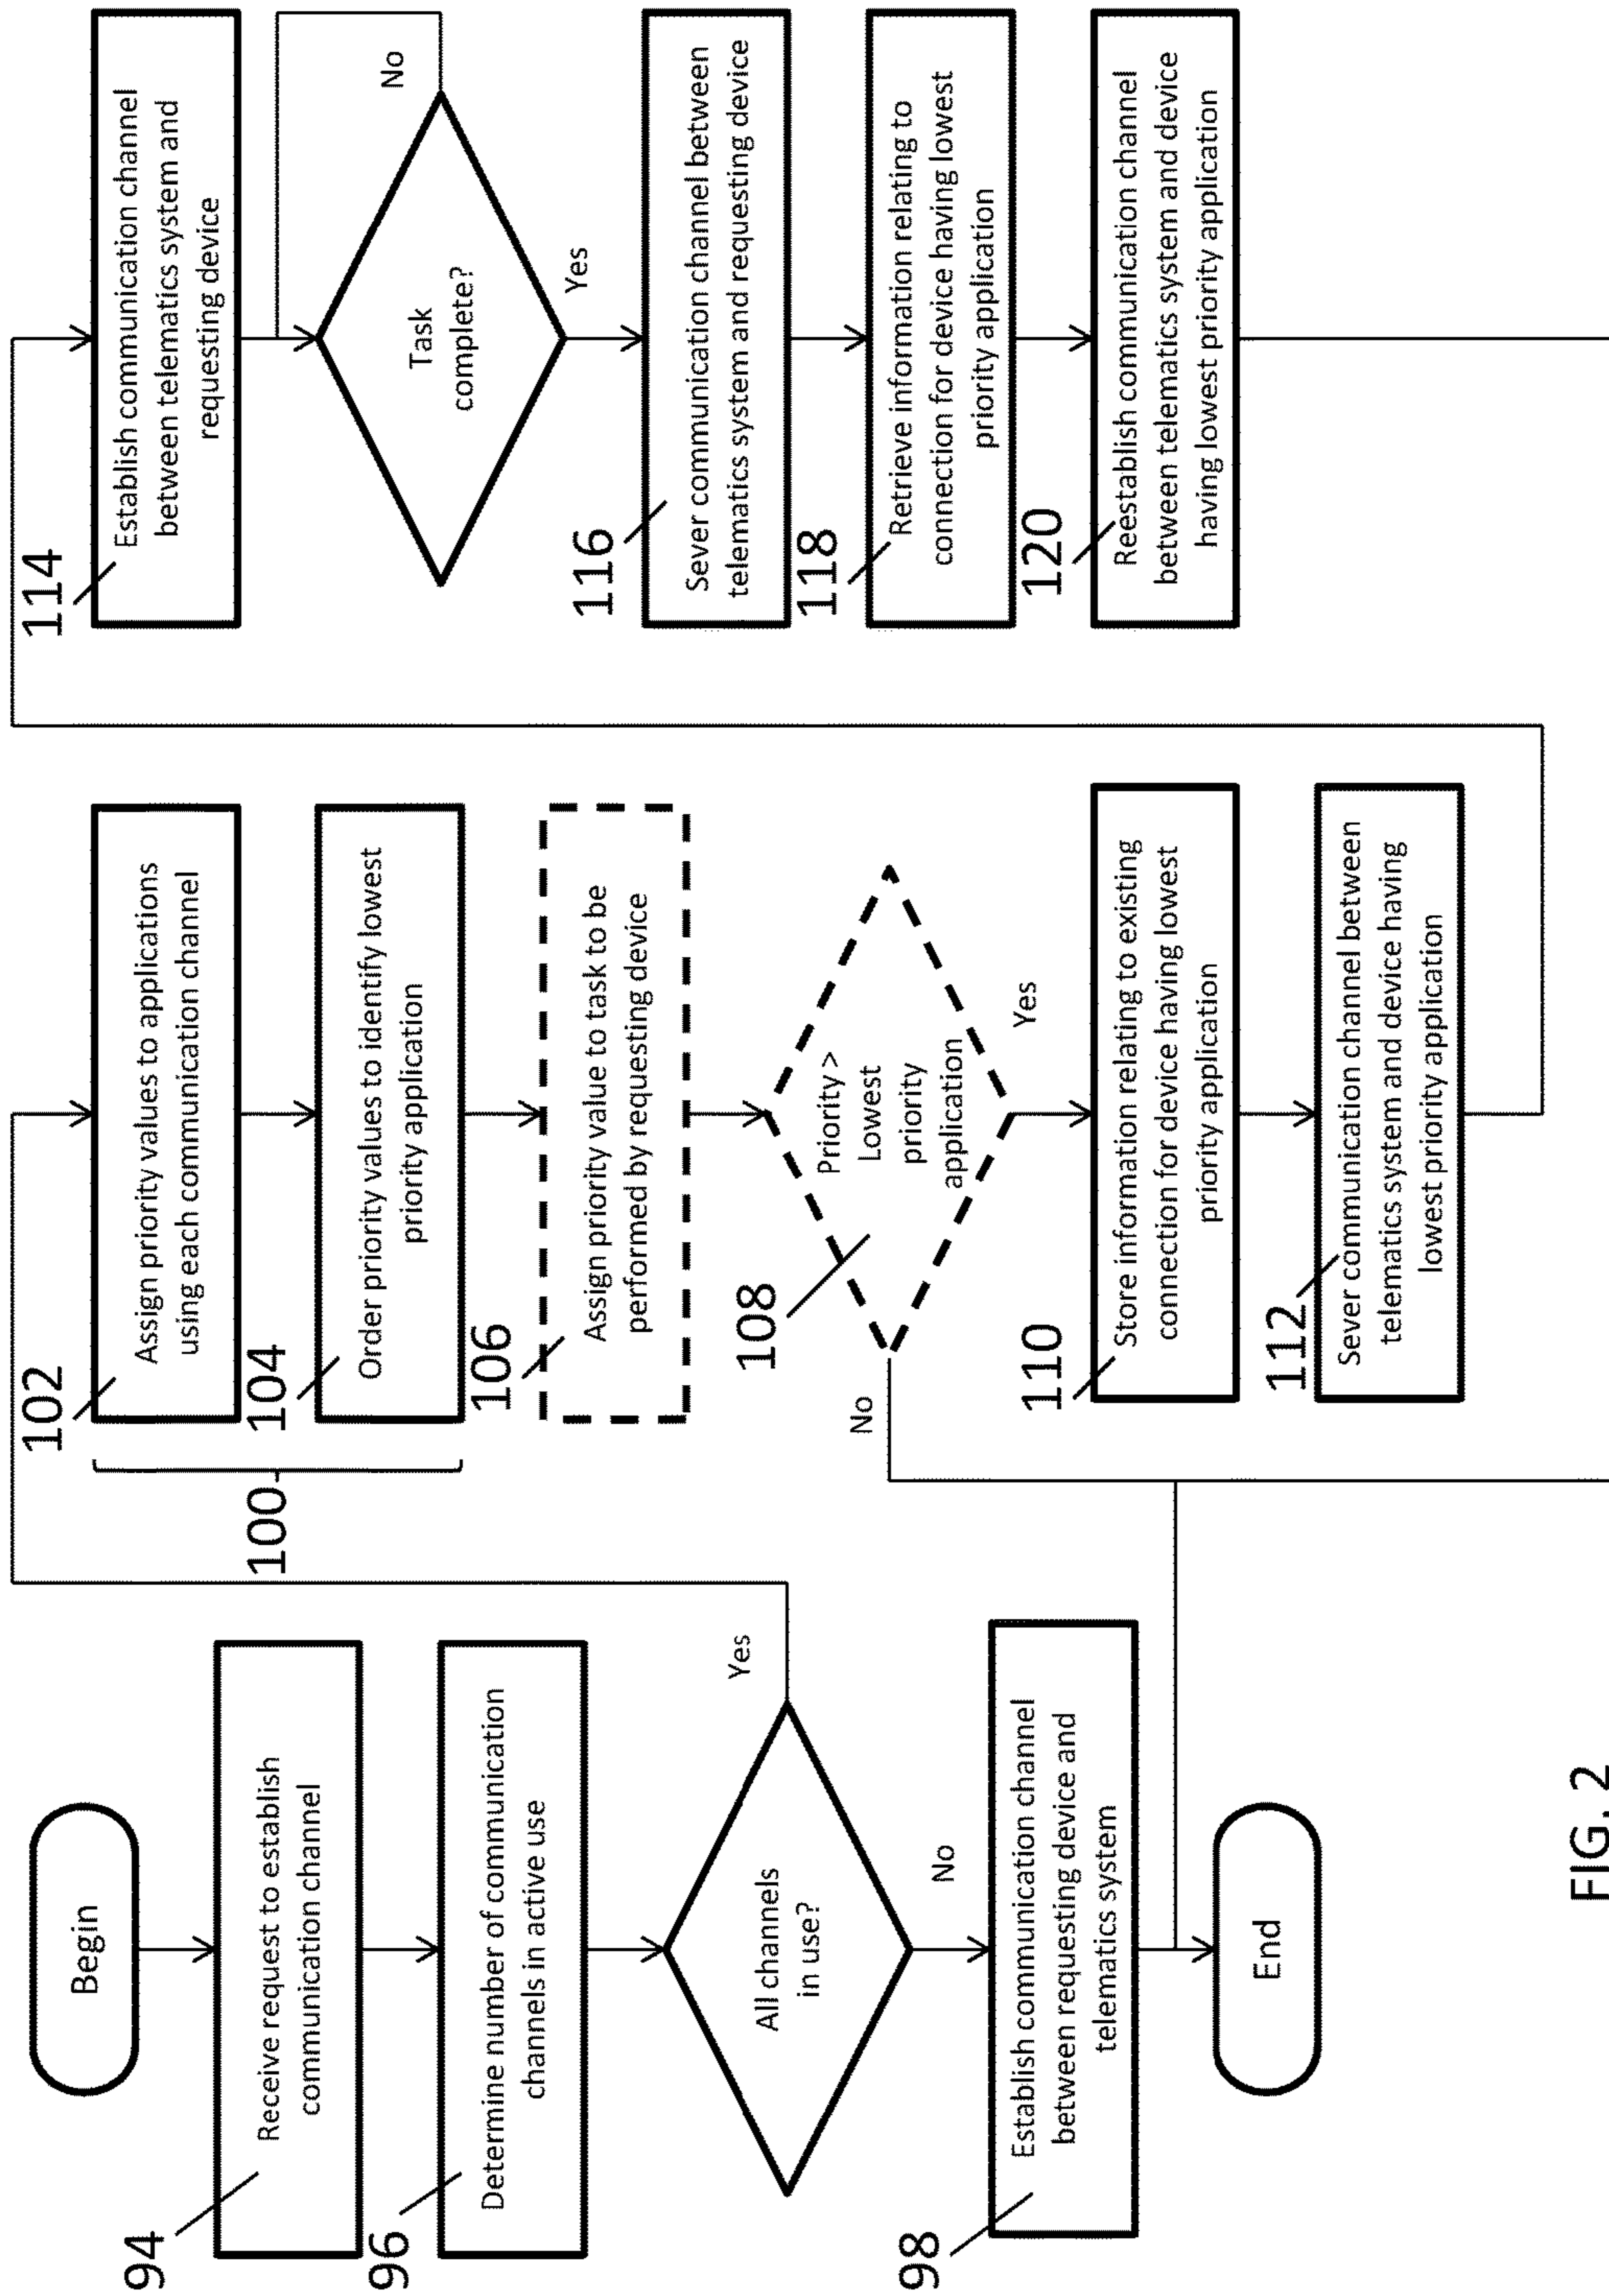 Begin
94
Receive request to establish
communication channel
96
Determine number of communication
channels in active use
All channels
in use?
Yes
No
98
Establish communication channel
between requesting device and
telematics system
End
100
102
Assign priority values to applications
using each communication channel
104
Order priority values to identify lowest
priority application
106
Assign priority value to task to be
performed by requesting device
108
Priority >
Lowest
priority
application
No
Yes
110
Store information relating to existing
connection for device having lowest
priority application
112
Sever communication channel between
telematics system and device having
lowest priority application
114
Establish communication channel
between telematics system and
requesting device
Task
complete?
No
Yes
116
Sever communication channel between
telematics system and requesting device
118
Retrieve information relating to
connection for device having lowest
priority application
120
Reestablish communication channel
between telematics system and device
having lowest priority application
FIG. 2